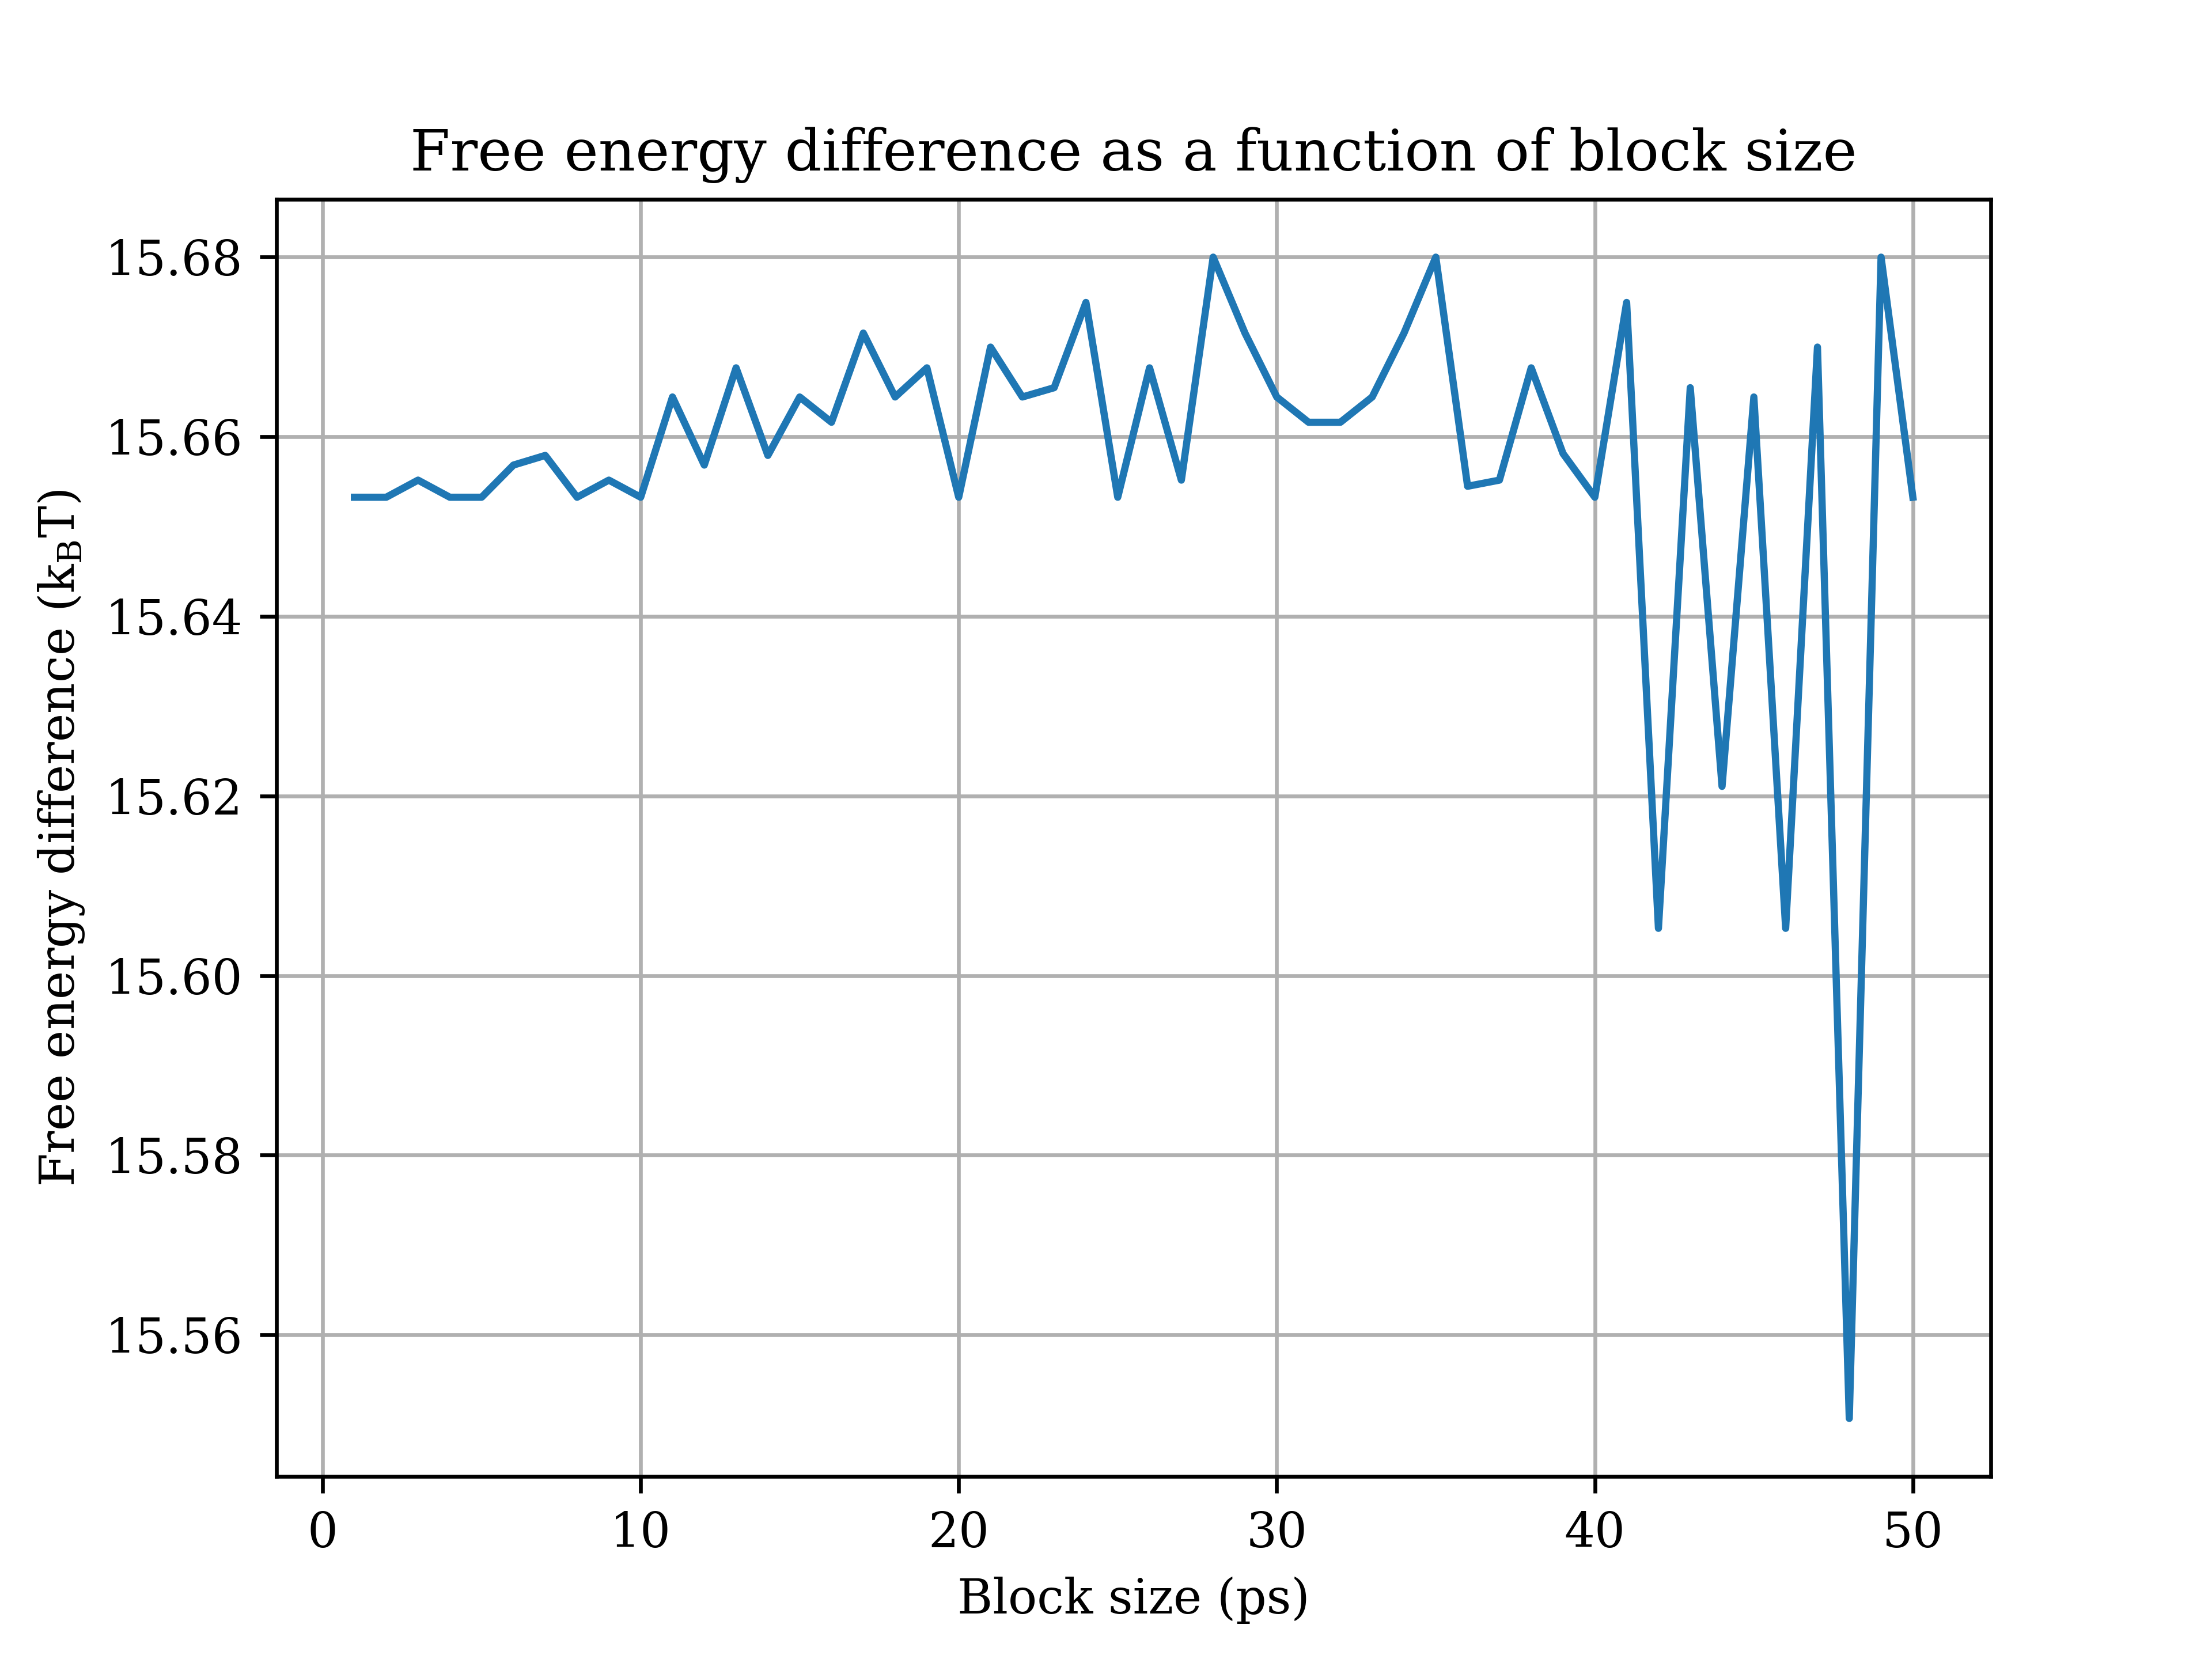 Free energy difference as a function of block size
Free energy difference (k_BT)
15.68
15.66
15.64
15.62
15.60
15.58
15.56
0 10 20 30 40 50
Block size (ps)